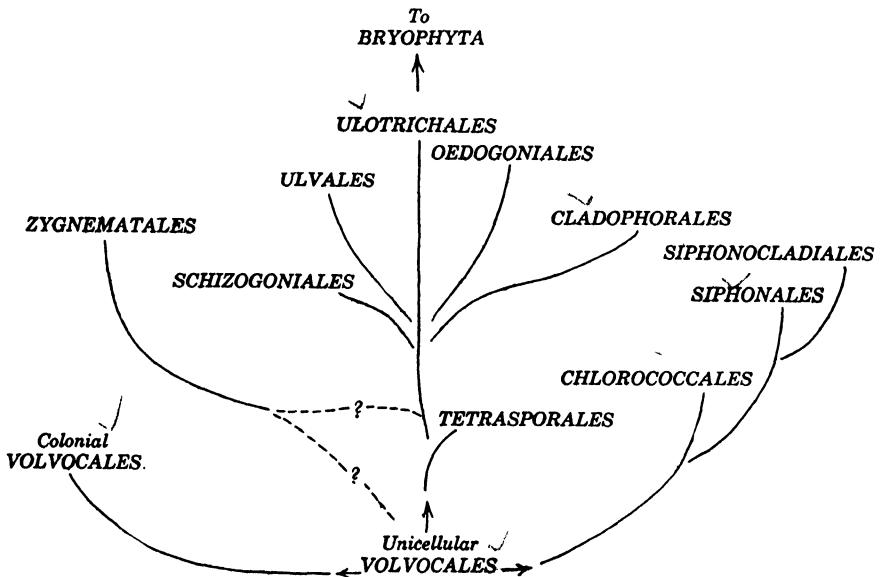 To
BRYOPHYTA
ULOTRICHALES
OEDOGONIALES
ULVALES
CLADOPHORALES
ZYGNEMATALES
SIPHONOCLADIALES
SCHIZOGONIALES
SIPHONALES
CHLOROCOCCALES
?
TETRASPORALES
Colonial
VOLVOCALES.
?
Unicellular
VOLVOCALES